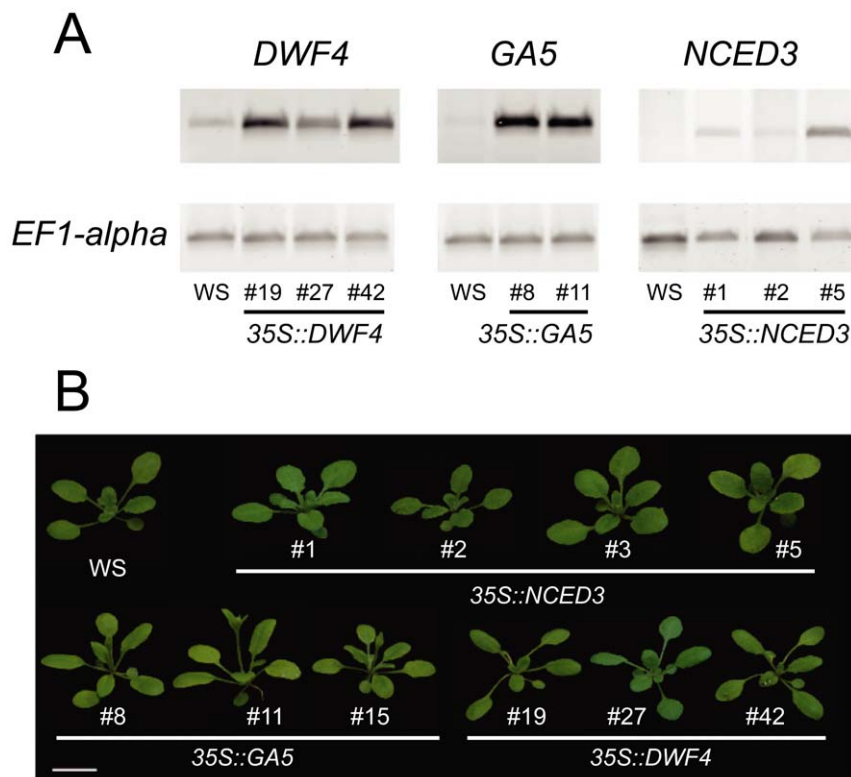 A
DWF4 GA5 NCED3
EF1-alpha
WS #19 #27 #42 WS #8 #11 WS #1 #2 #5
35S::DWF4 35S::GA5 35S::NCED3
B
WS #1 #2 #3 #5
35S::NCED3
#8 #11 #15 #19 #27 #42
35S::GA5 35S::DWF4